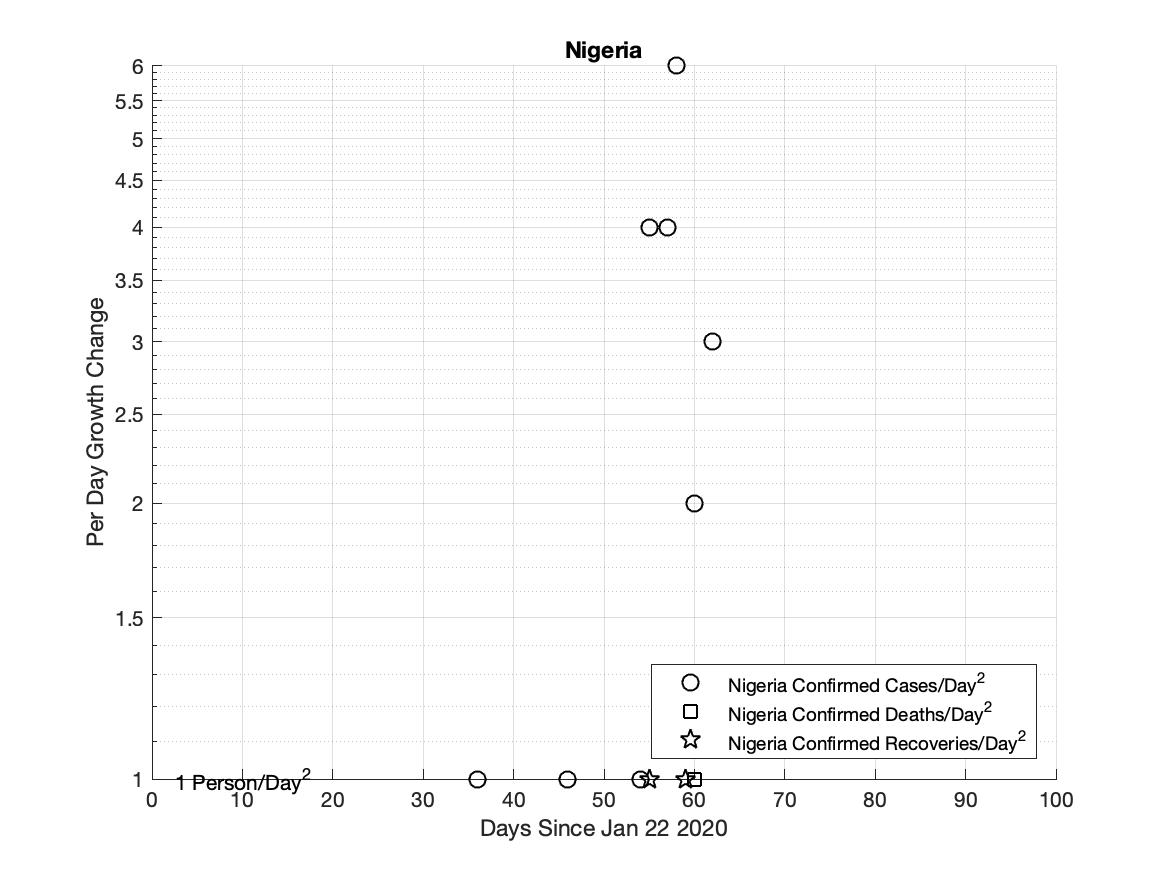 Nigeria
6
5.5
5
4.5
4
3.5
3
2.5
2
1.5
1
Per Day Growth Change
Nigeria Confirmed Cases/Day²
Nigeria Confirmed Deaths/Day²
Nigeria Confirmed Recoveries/Day²
1 Person/Day²
0 10 20 30 40 50 60 70 80 90 100
Days Since Jan 22 2020